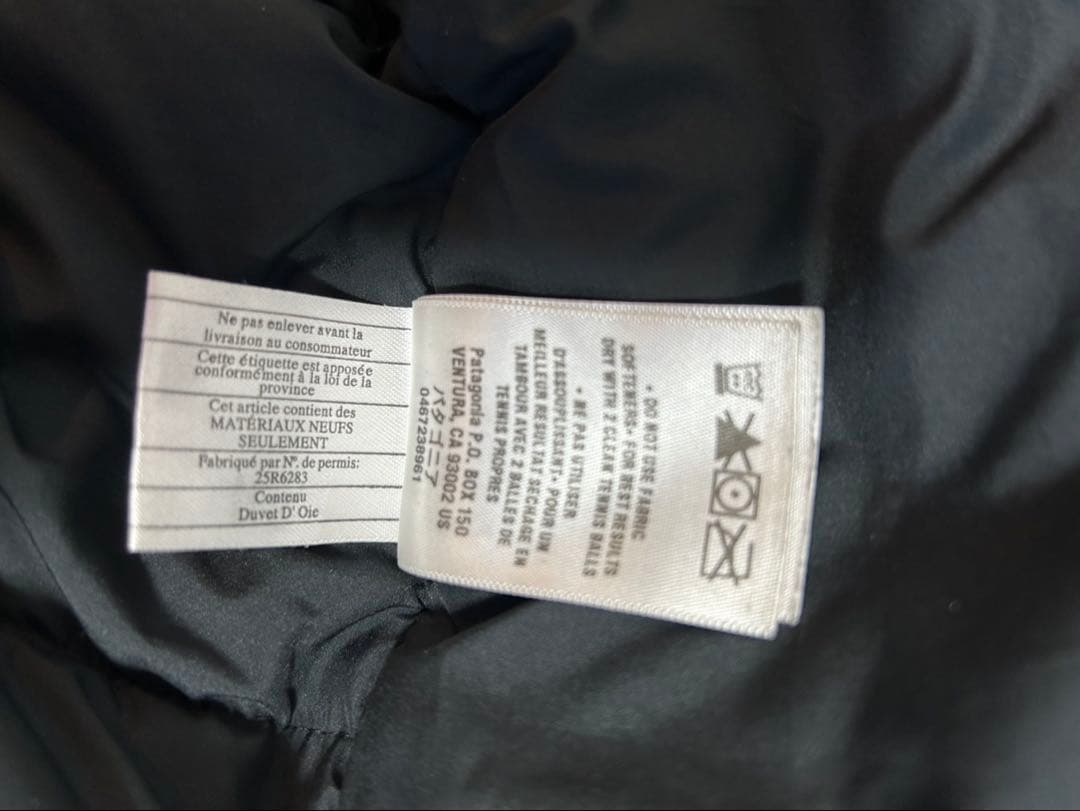 Ne pas enlever avant la
livraison au consommateur
Cette étiquette est apposée
conformément à la loi de la
province
Cet article contient des
MATÉRIAUX NEUFS
SEULEMENT
Fabriqué par Nº. de permis:
25R6283
Contenu
Duvet D' Oie
• DO NOT USE FABRIC
SOFTENERS• FOR BEST RESULTS
DRY WITH 2 CLEAN TENNIS BALLS
• NE PAS UTILISER
D'ASSOUPLISSANT• POUR UN
MEILLEUR RESULTAT SECHAGE EN
TAMBOUR AVEC 2 BALLES DE
TENNIS PROPRES
Patagonia P.O. BOX 150
VENTURA, CA 93002 US
パタゴニア
0467238961